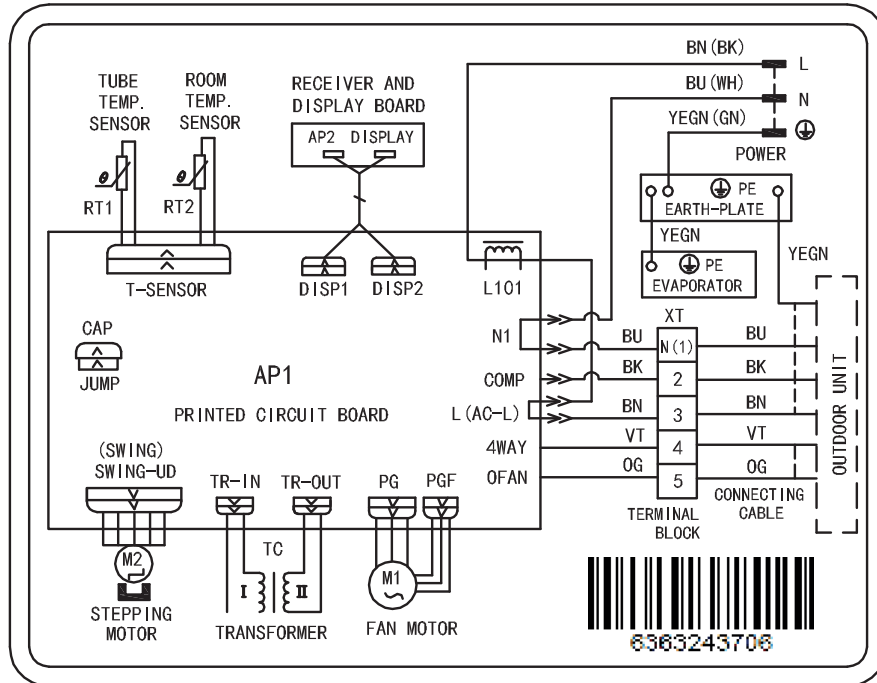 BN(BK)
L
BU(WH)
N
YEGN(GN)
POWER
TUBE TEMP. SENSOR
ROOM TEMP. SENSOR
RECEIVER AND DISPLAY BOARD
AP2 DISPLAY
θ
RT1
θ
RT2
PE
EARTH-PLATE
YEGN
YEGN
PE
EVAPORATOR
T-SENSOR
DISP1
DISP2
L101
XT
CAP
JUMP
AP1
PRINTED CIRCUIT BOARD
N1
BU
N(1)
BU
COMP
BK
2
BK
L(AC-L)
BN
3
BN
4WAY
VT
4
VT
OFAN
OG
5
OG
OUTDOOR UNIT
CONNECTING CABLE
TERMINAL BLOCK
(SWING)
SWING-UD
TR-IN
TR-OUT
PG
PGF
M2
STEPPING MOTOR
TC
I
II
TRANSFORMER
M1
FAN MOTOR
6363243706